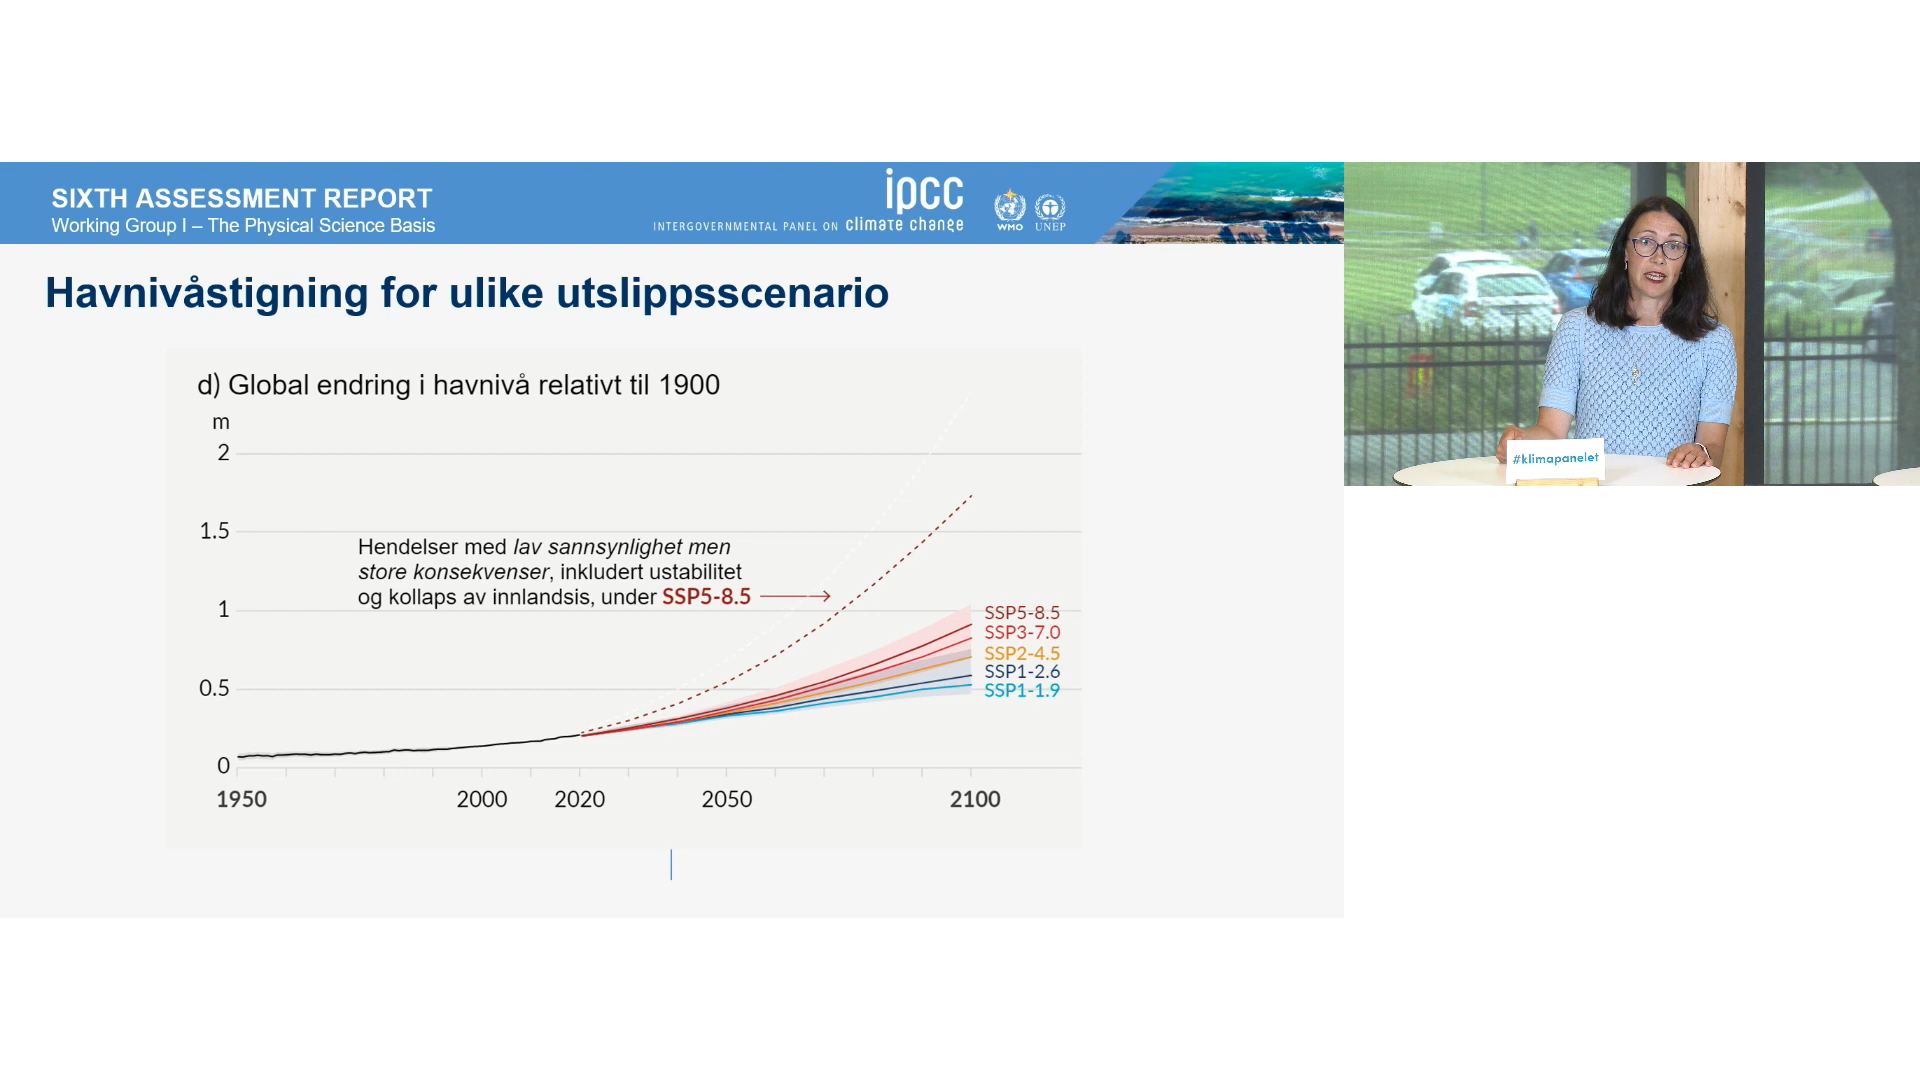 SIXTH ASSESSMENT REPORT
Working Group I – The Physical Science Basis
ipcc
INTERGOVERNMENTAL PANEL ON climate change
WMO
UNEP
Havnivåstigning for ulike utslippsscenario
d) Global endring i havnivå relativt til 1900
m
2
1.5
Hendelser med lav sannsynlighet men
store konsekvenser, inkludert ustabilitet
og kollaps av innlandsis, under SSP5-8.5
1
SSP5-8.5
SSP3-7.0
SSP2-4.5
SSP1-2.6
SSP1-1.9
0.5
0
1950
2000
2020
2050
2100
#klimapanelet